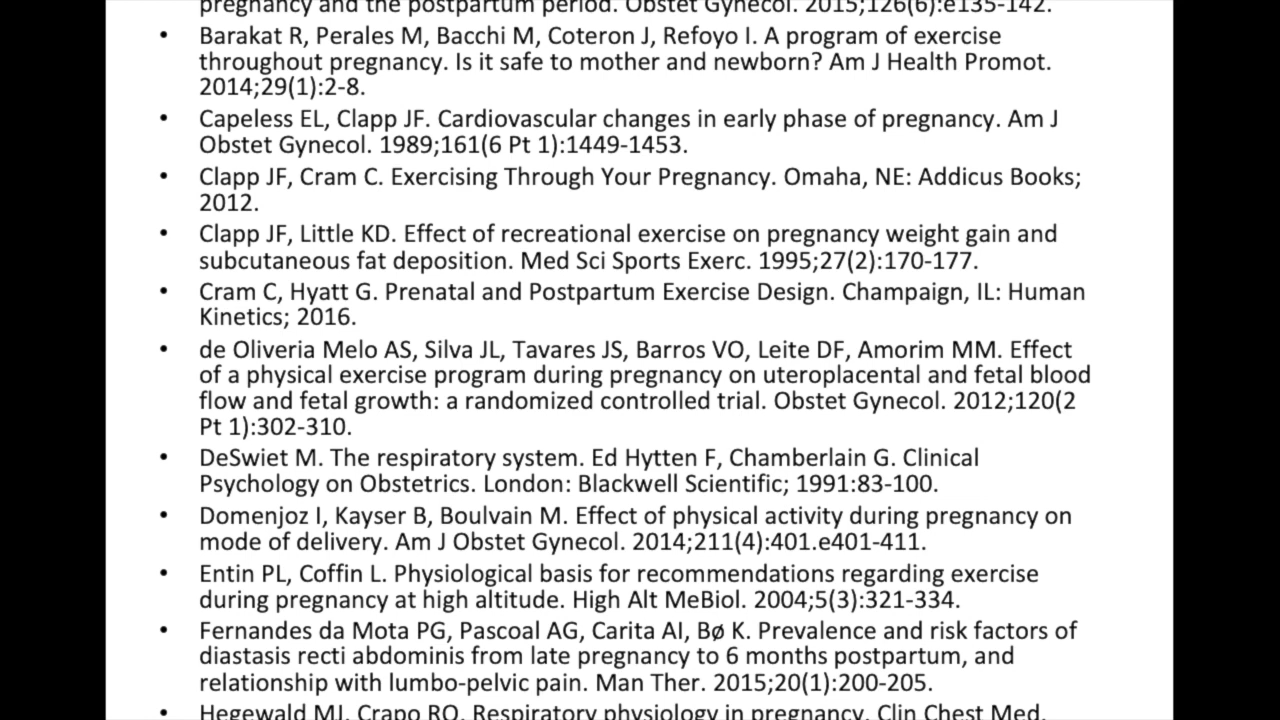 pregnancy and the postpartum period. Obstet Gynecol. 2015;126(6):e135-142.
• Barakat R, Perales M, Bacchi M, Coteron J, Refoyo I. A program of exercise
throughout pregnancy. Is it safe to mother and newborn? Am J Health Promot.
2014;29(1):2-8.
• Capeless EL, Clapp JF. Cardiovascular changes in early phase of pregnancy. Am J
Obstet Gynecol. 1989;161(6 Pt 1):1449-1453.
• Clapp JF, Cram C. Exercising Through Your Pregnancy. Omaha, NE: Addicus Books;
2012.
• Clapp JF, Little KD. Effect of recreational exercise on pregnancy weight gain and
subcutaneous fat deposition. Med Sci Sports Exerc. 1995;27(2):170-177.
• Cram C, Hyatt G. Prenatal and Postpartum Exercise Design. Champaign, IL: Human
Kinetics; 2016.
• de Oliveria Melo AS, Silva JL, Tavares JS, Barros VO, Leite DF, Amorim MM. Effect
of a physical exercise program during pregnancy on uteroplacental and fetal blood
flow and fetal growth: a randomized controlled trial. Obstet Gynecol. 2012;120(2
Pt 1):302-310.
• DeSwiet M. The respiratory system. Ed Hytten F, Chamberlain G. Clinical
Psychology on Obstetrics. London: Blackwell Scientific; 1991:83-100.
• Domenjoz I, Kayser B, Boulvain M. Effect of physical activity during pregnancy on
mode of delivery. Am J Obstet Gynecol. 2014;211(4):401.e401-411.
• Entin PL, Coffin L. Physiological basis for recommendations regarding exercise
during pregnancy at high altitude. High Alt MeBiol. 2004;5(3):321-334.
• Fernandes da Mota PG, Pascoal AG, Carita AI, Bø K. Prevalence and risk factors of
diastasis recti abdominis from late pregnancy to 6 months postpartum, and
relationship with lumbo-pelvic pain. Man Ther. 2015;20(1):200-205.
• Hegewald MJ, Crapo RO. Respiratory physiology in pregnancy. Clin Chest Med.